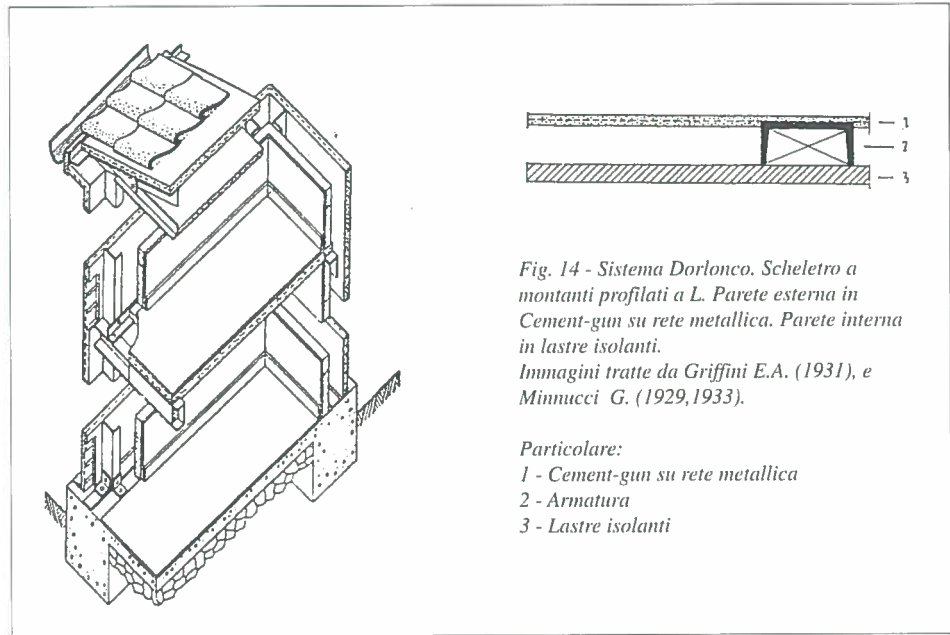 1
2
3
Fig. 14 - Sistema Dorlonco. Scheletro a
montanti profilati a L. Parete esterna in
Cement-gun su rete metallica. Parete interna
in lastre isolanti.
Immagini tratte da Griffini E.A. (1931), e
Minnucci G. (1929,1933).
Particolare:
1 - Cement-gun su rete metallica
2 - Armatura
3 - Lastre isolanti